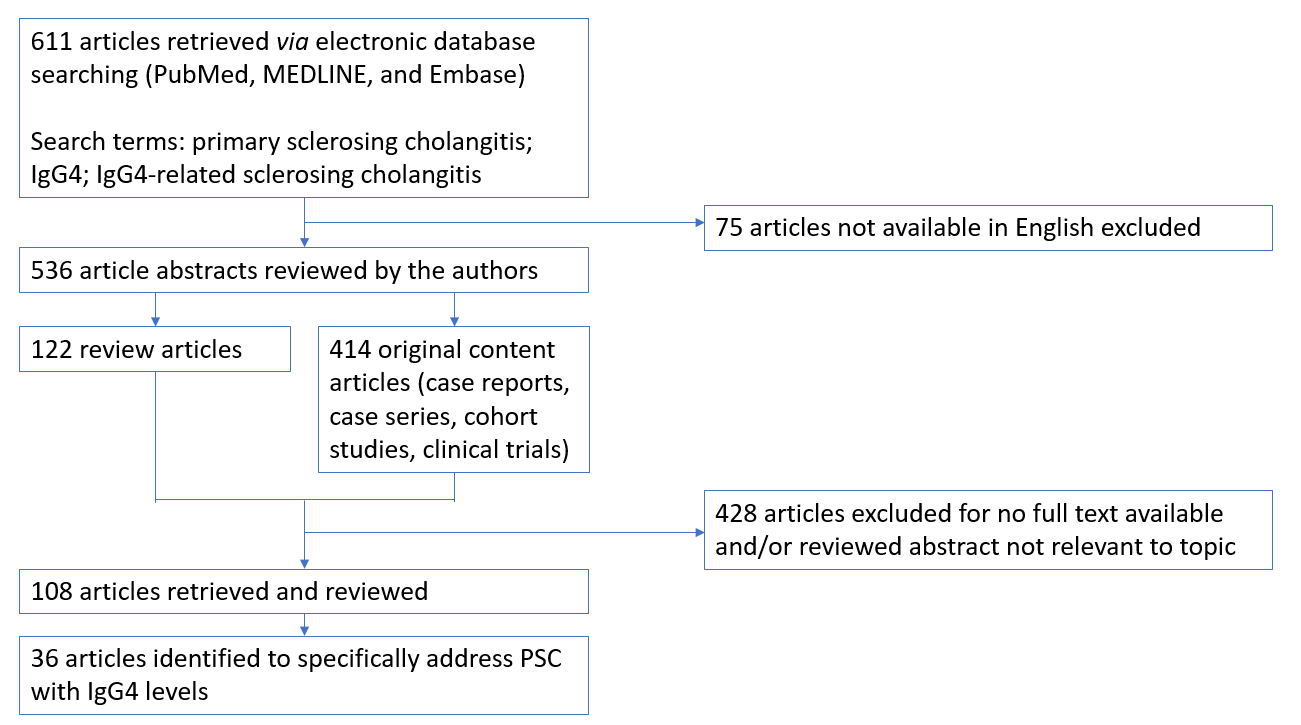 611 articles retrieved via electronic database
searching (PubMed, MEDLINE, and Embase)
Search terms: primary sclerosing cholangitis;
IgG4; IgG4-related sclerosing cholangitis
75 articles not available in English excluded
536 article abstracts reviewed by the authors
122 review articles
414 original content
articles (case reports,
case series, cohort
studies, clinical trials)
428 articles excluded for no full text available
and/or reviewed abstract not relevant to topic
108 articles retrieved and reviewed
36 articles identified to specifically address PSC
with IgG4 levels